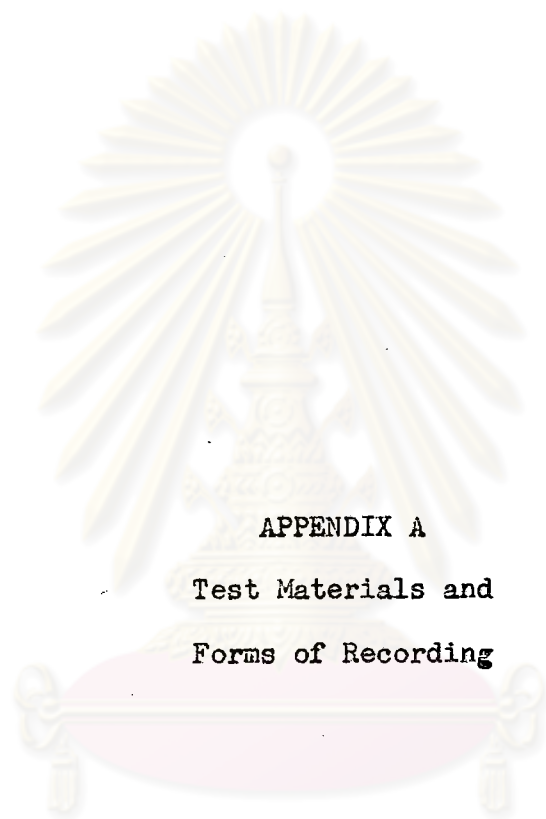 APPENDIX A
Test Materials and
Forms of Recording